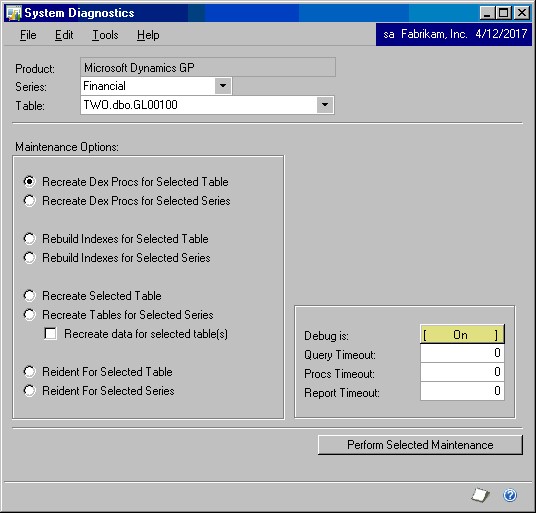 System Diagnostics
File Edit Tools Help sa Fabrikam, Inc. 4/12/2017
Product: Microsoft Dynamics GP
Series: Financial
Table: TWO.dbo.GL00100
Maintenance Options:
Recreate Dex Procs for Selected Table
Recreate Dex Procs for Selected Series
Rebuild Indexes for Selected Table
Rebuild Indexes for Selected Series
Recreate Selected Table
Recreate Tables for Selected Series
Recreate data for selected table(s)
Reident For Selected Table
Reident For Selected Series
Debug is: [ On ]
Query Timeout: 0
Procs Timeout: 0
Report Timeout: 0
Perform Selected Maintenance